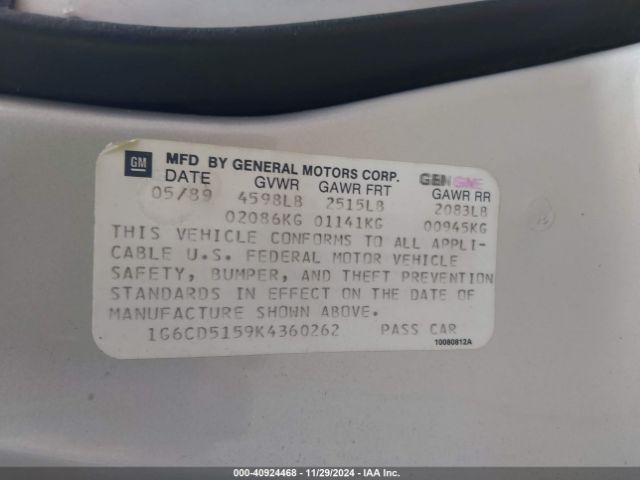 GM MFD BY GENERAL MOTORS CORP. GEN GM
DATE GVWR GAWR FRT GAWR RR
05/89 4598LB 2515LB 2083LB
02086KG 01141KG 00945KG
THIS VEHICLE CONFORMS TO ALL APPLI-
CABLE U.S. FEDERAL MOTOR VEHICLE
SAFETY, BUMPER, AND THEFT PREVENTION
STANDARDS IN EFFECT ON THE DATE OF
MANUFACTURE SHOWN ABOVE.
1G6CD5159K4360262 PASS CAR
10080812A
000-40924468 - 11/29/2024 - IAA Inc.